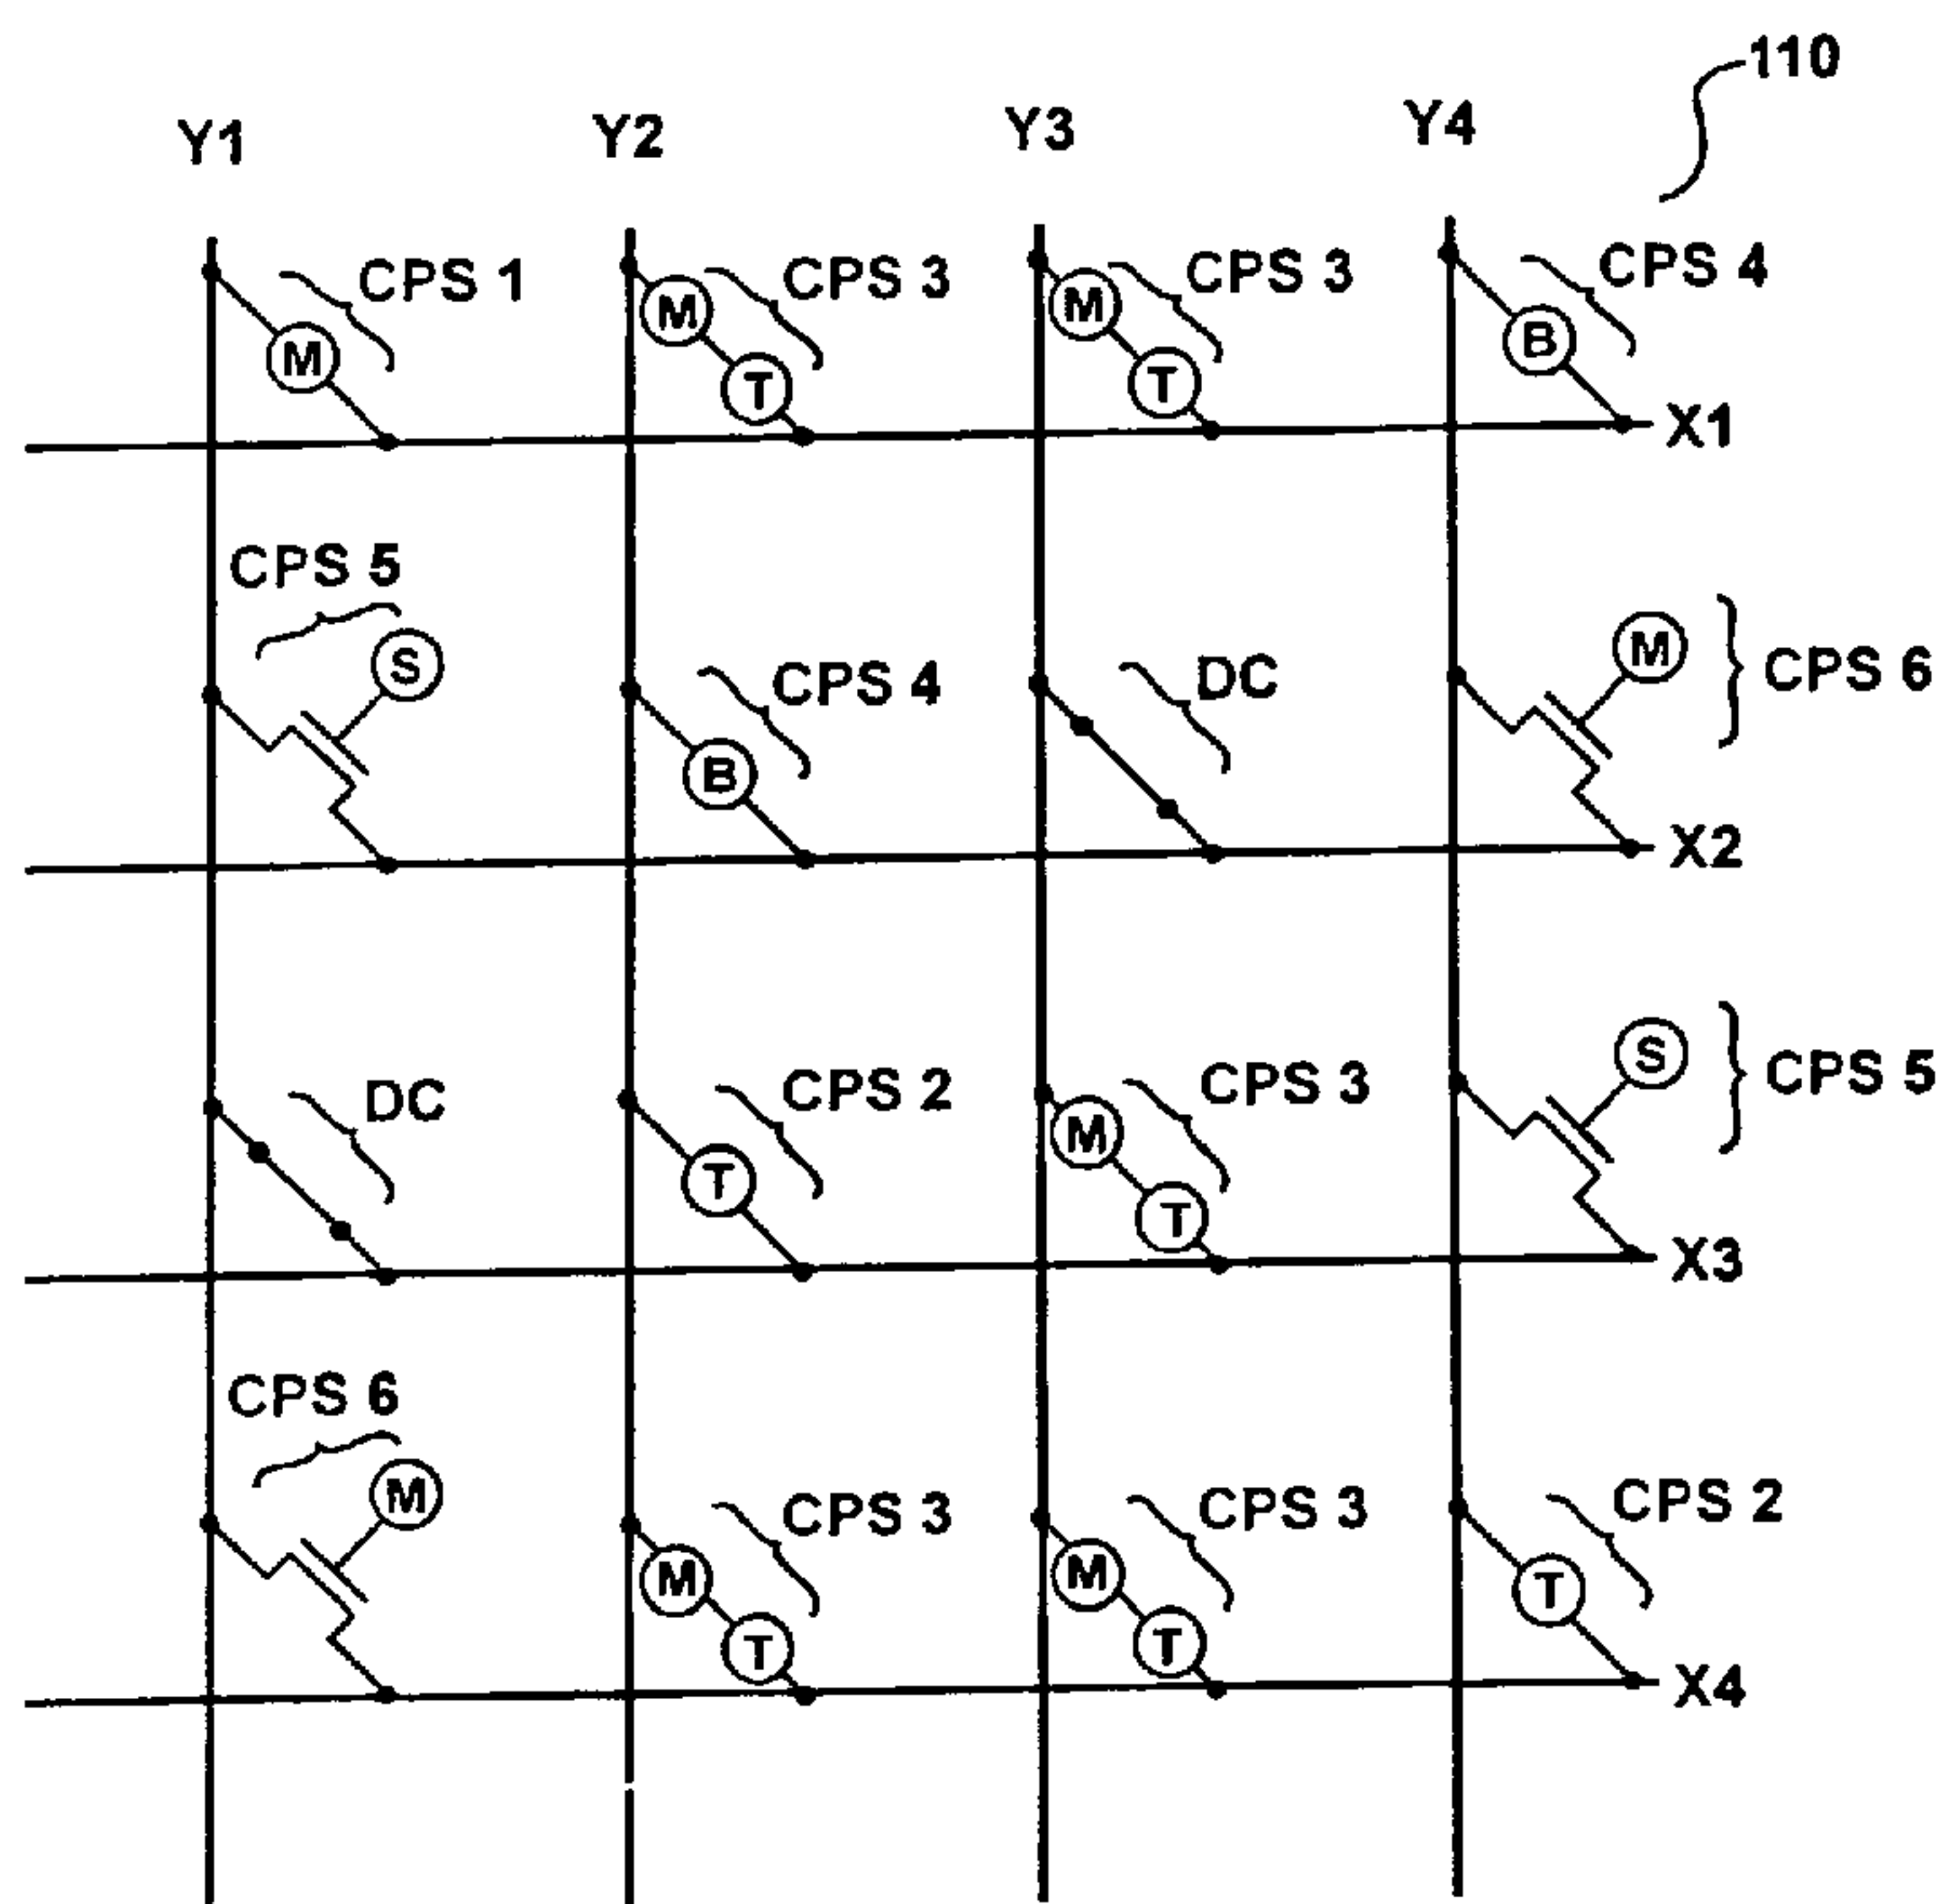 110
Y1 Y2 Y3 Y4
CPS 1 CPS 3 CPS 3 CPS 4
M M T M T B
X1
CPS 5 CPS 4 DC CPS 6
S B M
X2
DC CPS 2 CPS 3 CPS 5
T M T S
X3
CPS 6 CPS 3 CPS 3 CPS 2
M M T M T T
X4